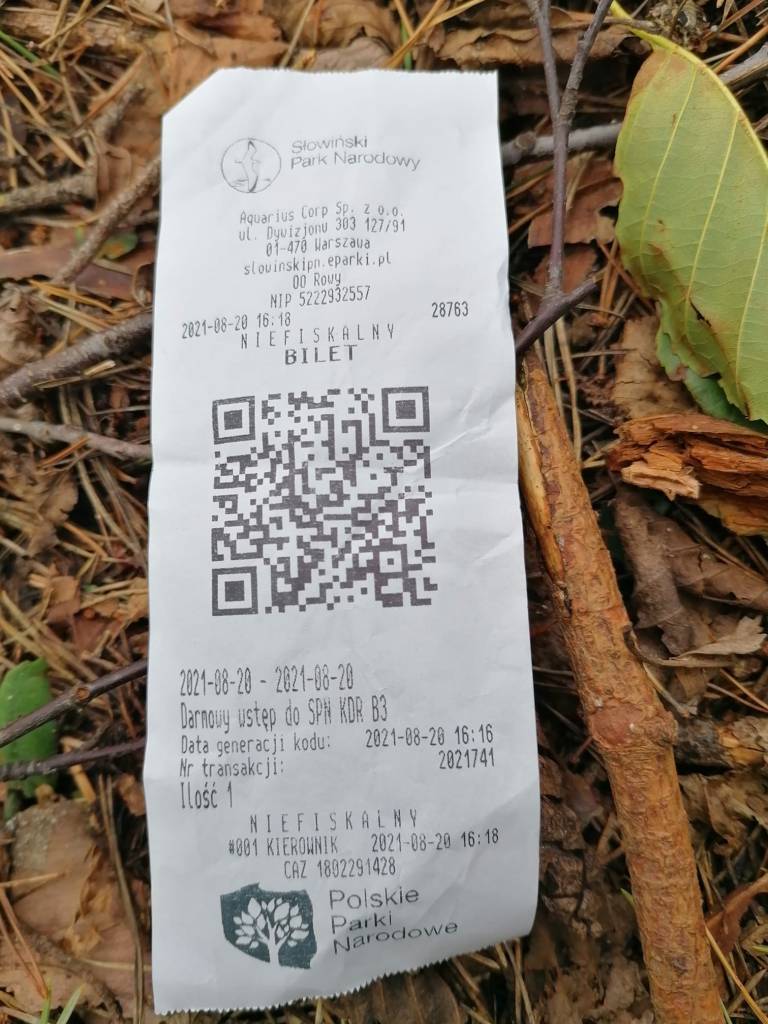 Słowiński
Park Narodowy
Aquarius Corp Sp. z o.o.
ul. Dywizjonu 303 127/91
01-470 Warszawa
slowinskipn.eparki.pl
OO Rowy
NIP 5222932557
2021-08-20 16:18 28763
NIEFISKALNY
BILET
2021-08-20 - 2021-08-20
Darmowy wstęp do SPN KDR B3
Data generacji kodu: 2021-08-20 16:16
Nr transakcji: 2021741
Ilość 1
NIEFISKALNY
#001 KIEROWNIK 2021-08-20 16:18
CAZ 1802291428
Polskie
Parki
Narodowe